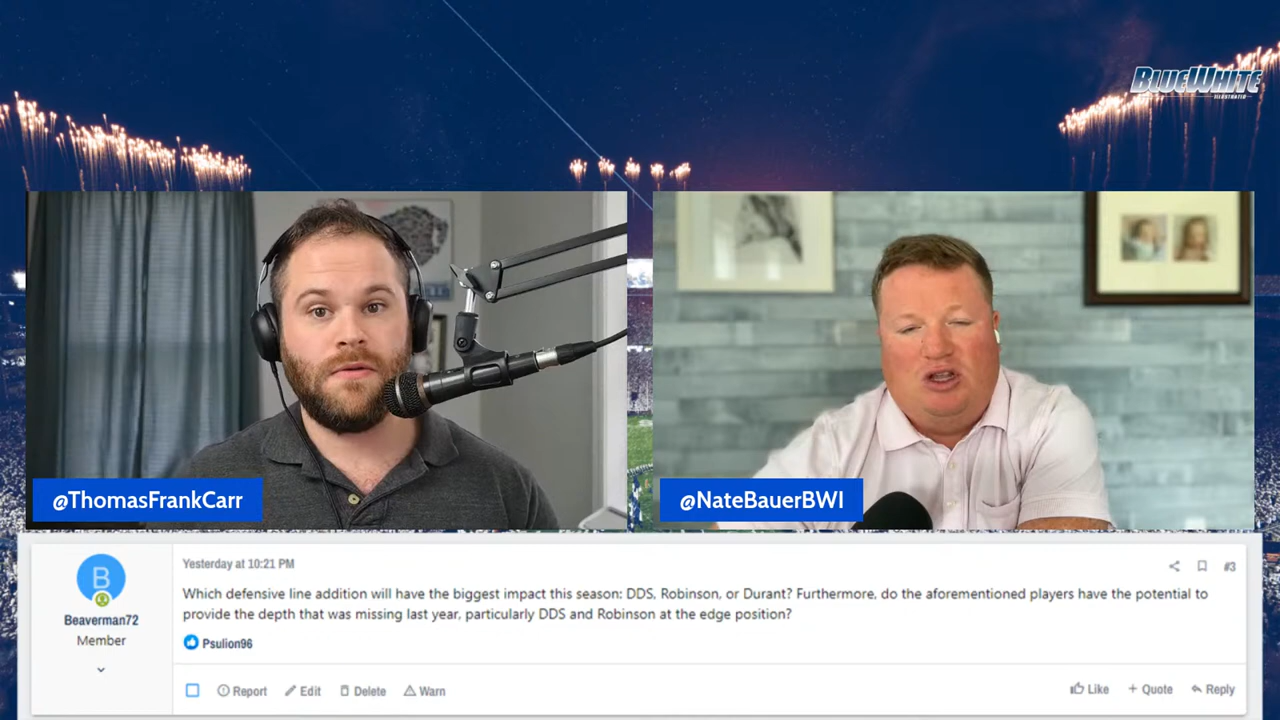 BLUEWHITE
ILLUSTRATED
@ThomasFrankCarr
@NateBauerBWI
B
Beaverman72
Member
Yesterday at 10:21 PM
#3
Which defensive line addition will have the biggest impact this season: DDS, Robinson, or Durant? Furthermore, do the aforementioned players have the potential to
provide the depth that was missing last year, particularly DDS and Robinson at the edge position?
Psulion96
Report Edit Delete Warn
Like + Quote Reply